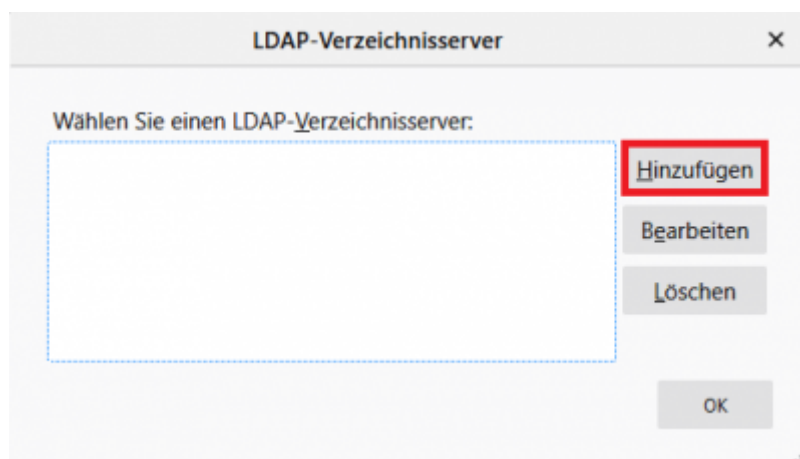 LDAP-Verzeichnisserver
Wählen Sie einen LDAP-Verzeichnisserver:
Hinzufügen
Bearbeiten
Löschen
OK